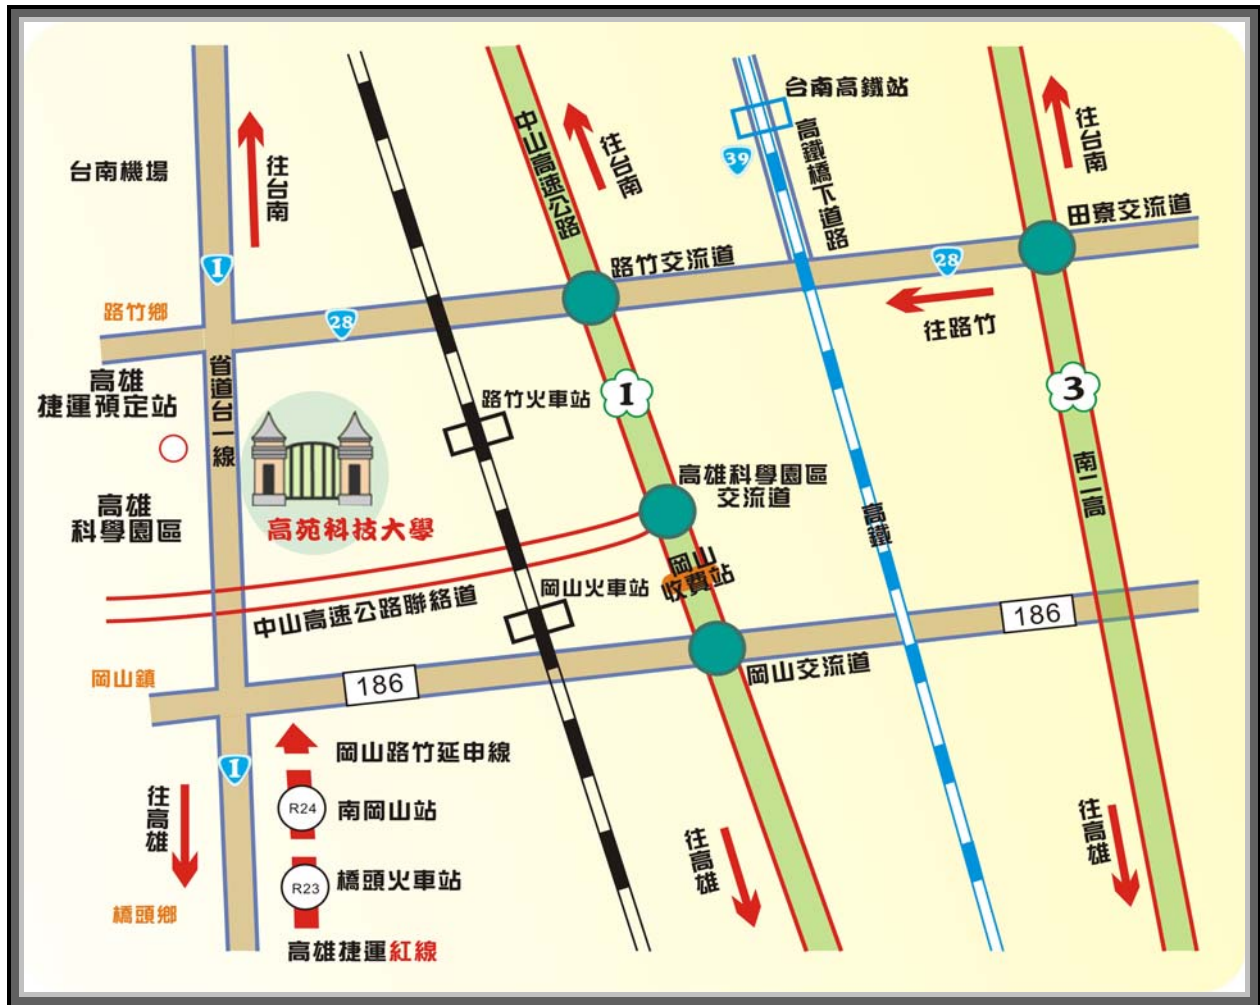 台南機場
往台南
中山高速公路
往台南
台南高鐵站
39
高鐵橋下道路
往台南
田寮交流道
1
路竹交流道
28
路竹鄉
28
往路竹
高雄
捷運預定站
省道台一線
路竹火車站
1
3
高雄
科學園區
高苑科技大學
高雄科學園區
交流道
南二高
高鐵
岡山
收費站
中山高速公路聯絡道
岡山火車站
186
岡山鎮
186
岡山交流道
1
岡山路竹延申線
往高雄
R24
南岡山站
往高雄
往高雄
R23
橋頭火車站
橋頭鄉
高雄捷運紅線